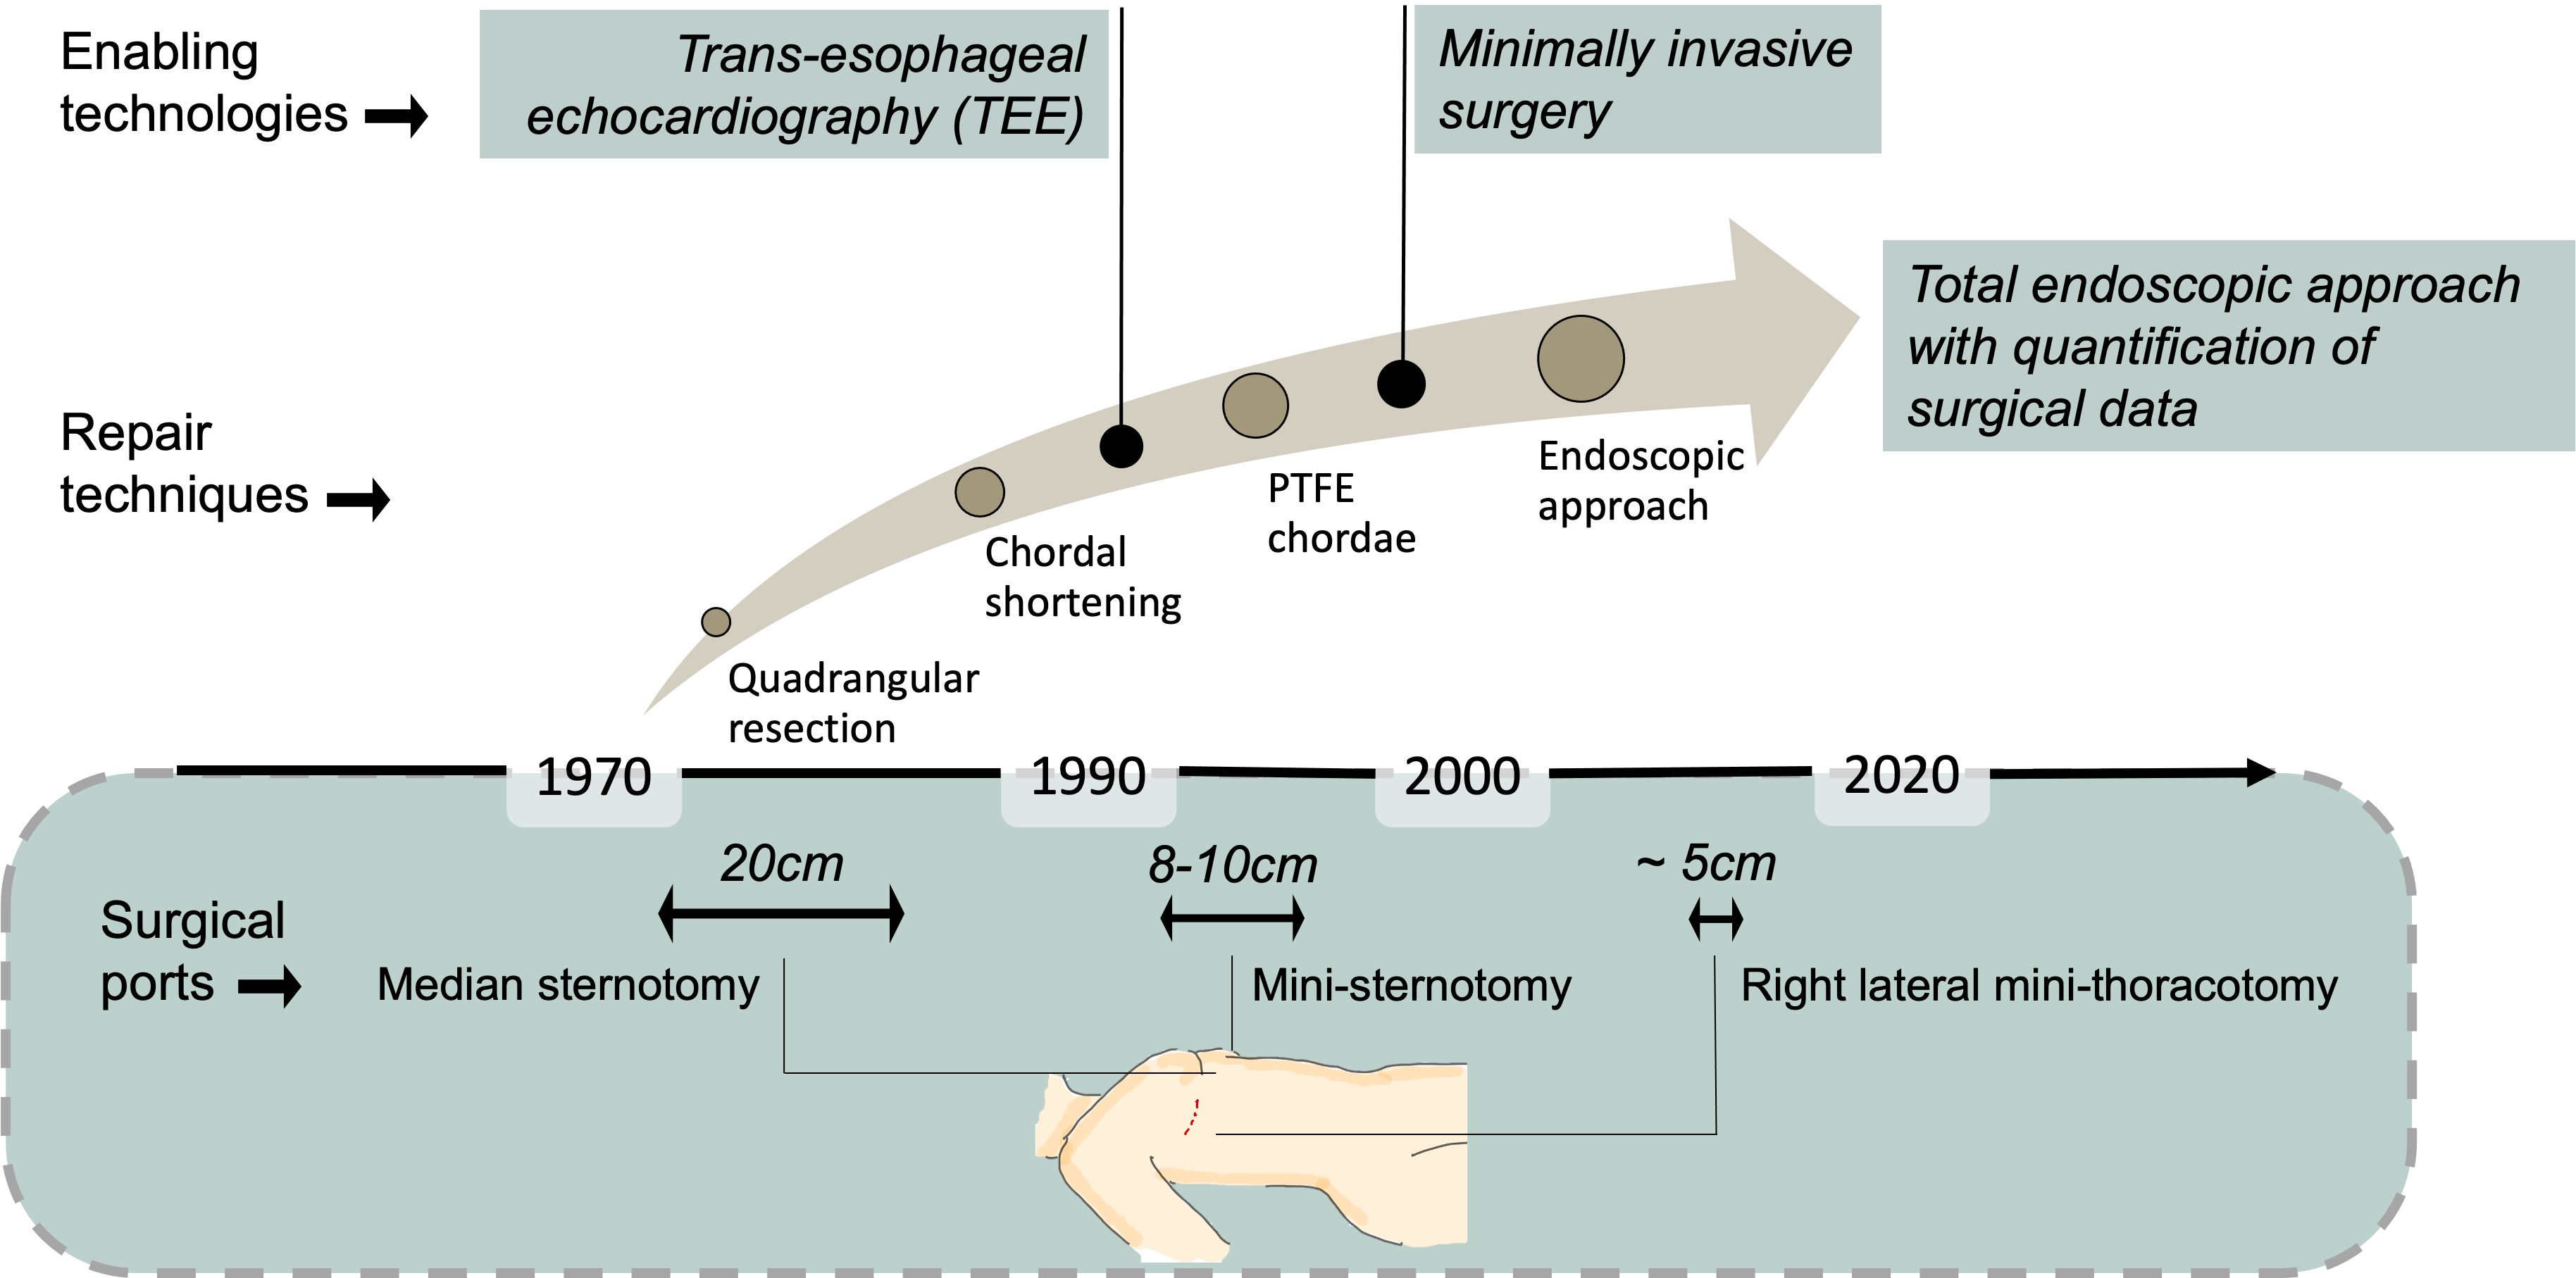 Enabling
technologies
Trans-esophageal
echocardiography (TEE)
Minimally invasive
surgery
Total endoscopic approach
with quantification of
surgical data
Repair
techniques
Endoscopic
approach
PTFE
chordae
Chordal
shortening
Quadrangular
resection
1970
1990
2000
2020
20cm
8-10cm
~ 5cm
Surgical
ports
Median sternotomy
Mini-sternotomy
Right lateral mini-thoracotomy